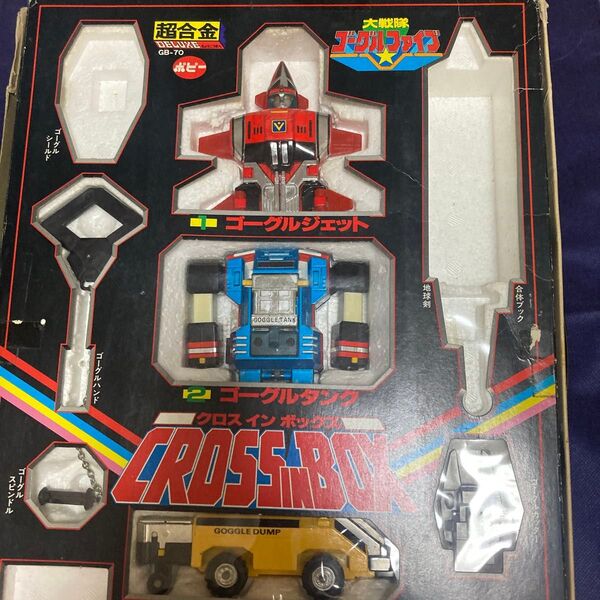 超合金
DELUXE
GB-70
ポピー
大戦隊
ゴーグルファイブ
ゴーグル
シールド
V
1 ゴーグルジェット
地球剣
合体ブック
GOGGLE TANK
ゴーグルハンド
2 ゴーグルタンク
クロス イン ボックス
CROSS IN BOX
ゴーグル
スピンドル
GOGGLE DUMP